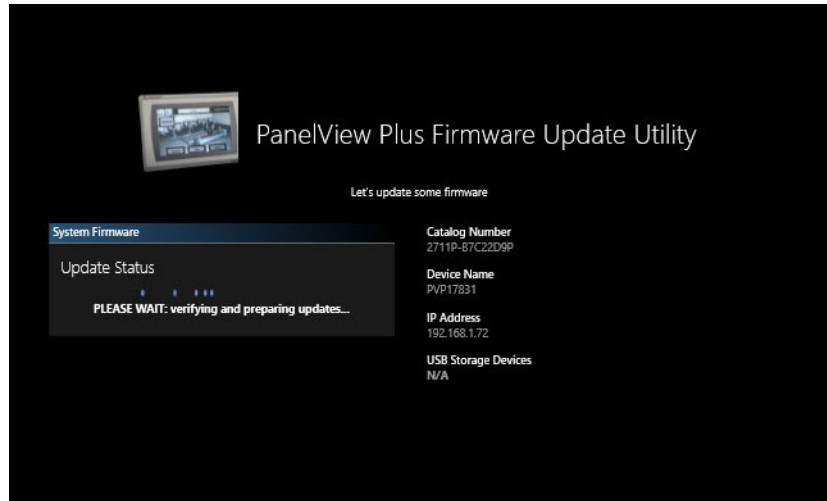 PanelView Plus Firmware Update Utility
Let's update some firmware
System Firmware
Update Status
PLEASE WAIT: verifying and preparing updates...
Catalog Number
2711P-B7C22D9P
Device Name
PVP17831
IP Address
192.168.1.72
USB Storage Devices
N/A